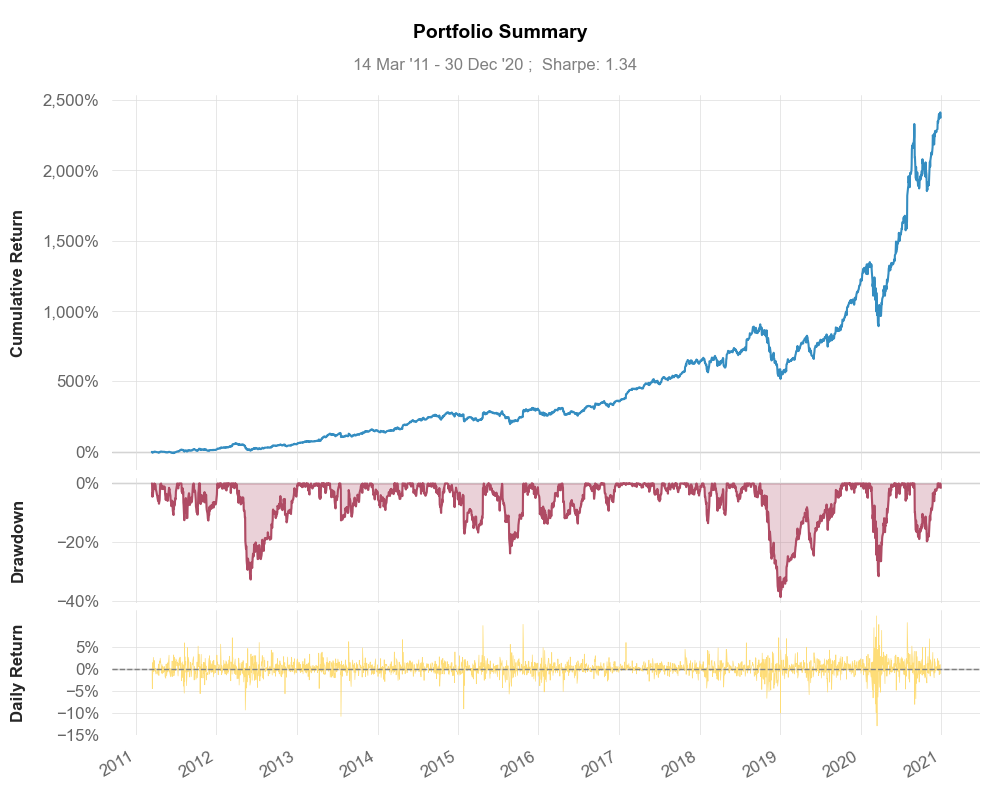 Portfolio Summary
14 Mar '11 - 30 Dec '20 ;  Sharpe: 1.34
Cumulative Return
2,500%
2,000%
1,500%
1,000%
500%
0%
Drawdown
0%
−20%
−40%
Daily Return
5%
0%
−5%
−10%
−15%
2011 2012 2013 2014 2015 2016 2017 2018 2019 2020 2021